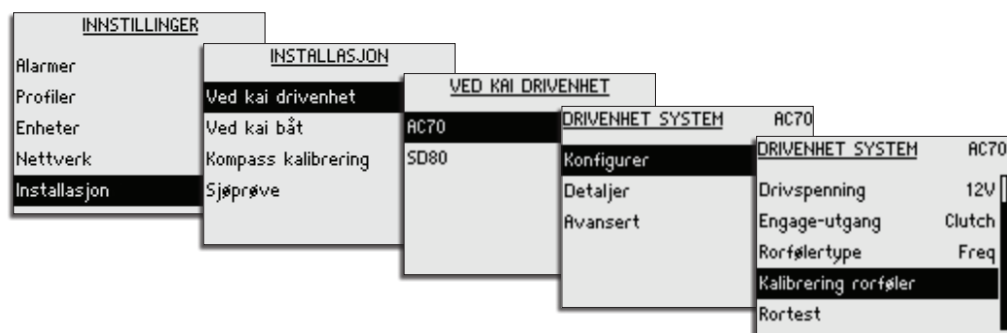 INNSTILLINGER
Alarmer
Profiler
Enheter
Nettverk
Installasjon
INSTALLASJON
Ved kai drivenhet
Ved kai båt
Kompass kalibrering
Sjøprøve
VED KAI DRIVENHET
AC70
SD80
DRIVENHET SYSTEM AC70
Konfigurer
Detaljer
Avansert
DRIVENHET SYSTEM AC70
Drivspenning 12V
Engage-utgang Clutch
Rorfølertype Freq
Kalibrering rorføler
Rortest